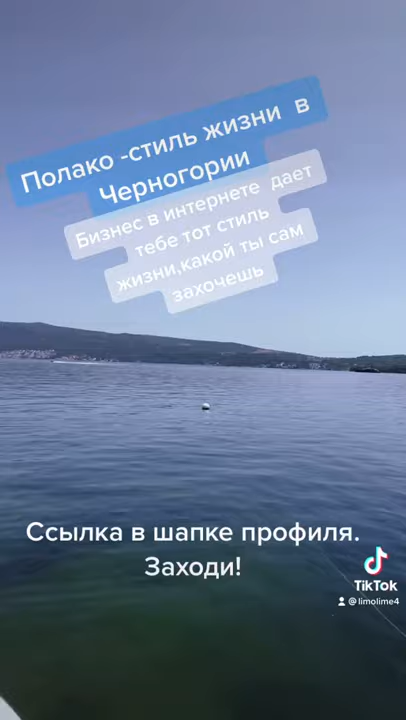 Полако -стиль жизни в
Черногории
Бизнес в интернете дает
тебе тот стиль
жизни,какой ты сам
захочешь
Ссылка в шапке профиля.
Заходи!
TikTok
@limolime4